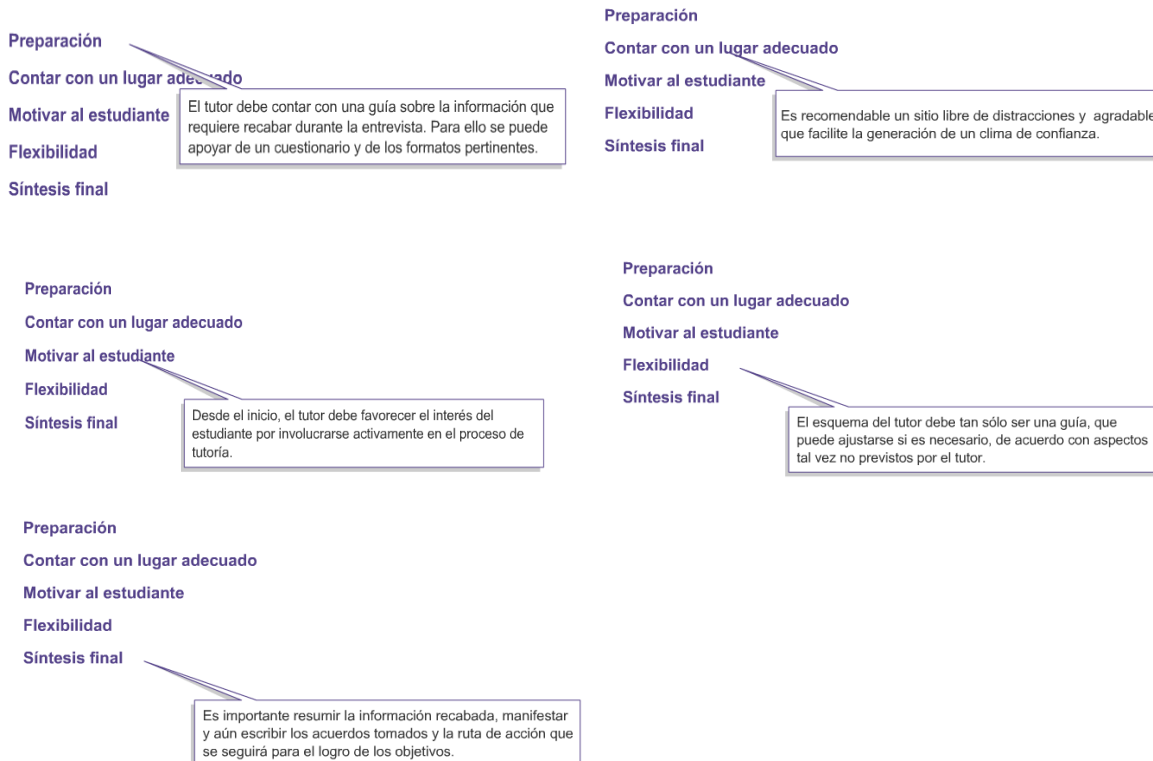 Preparación
Contar con un lugar adecuado
Motivar al estudiante
Flexibilidad
Síntesis final
El tutor debe contar con una guía sobre la información que
requiere recabar durante la entrevista. Para ello se puede
apoyar de un cuestionario y de los formatos pertinentes.
Preparación
Contar con un lugar adecuado
Motivar al estudiante
Flexibilidad
Síntesis final
Es recomendable un sitio libre de distracciones y agradable
que facilite la generación de un clima de confianza.
Preparación
Contar con un lugar adecuado
Motivar al estudiante
Flexibilidad
Síntesis final
Desde el inicio, el tutor debe favorecer el interés del
estudiante por involucrarse activamente en el proceso de
tutoría.
Preparación
Contar con un lugar adecuado
Motivar al estudiante
Flexibilidad
Síntesis final
El esquema del tutor debe tan sólo ser una guía, que
puede ajustarse si es necesario, de acuerdo con aspectos
tal vez no previstos por el tutor.
Preparación
Contar con un lugar adecuado
Motivar al estudiante
Flexibilidad
Síntesis final
Es importante resumir la información recabada, manifestar
y aún escribir los acuerdos tomados y la ruta de acción que
se seguirá para el logro de los objetivos.